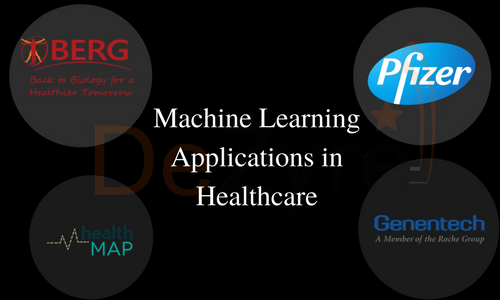 BERG
Back to Biology for a
Healthier Tomorrow
Pfizer
Machine Learning
Applications in
Healthcare
health
MAP
Genentech
A Member of the Roche Group